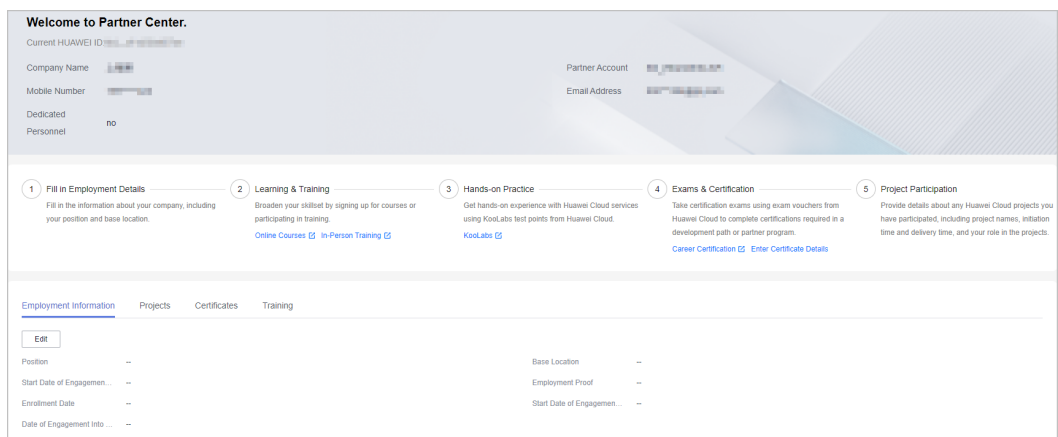 Welcome to Partner Center.
Current HUAWEI ID:
Company Name
Partner Account
Mobile Number
Email Address
Dedicated
Personnel
no
1 Fill in Employment Details
Fill in the information about your company, including
your position and base location.
2 Learning & Training
Broaden your skillset by signing up for courses or
participating in training.
Online Courses In-Person Training
3 Hands-on Practice
Get hands-on experience with Huawei Cloud services
using KooLabs test points from Huawei Cloud.
KooLabs
4 Exams & Certification
Take certification exams using exam vouchers from
Huawei Cloud to complete certifications required in a
development path or partner program.
Career Certification Enter Certificate Details
5 Project Participation
Provide details about any Huawei Cloud projects you
have participated, including project names, initiation
time and delivery time, and your role in the projects.
Employment Information Projects Certificates Training
Edit
Position -- Base Location --
Start Date of Engagemen... -- Employment Proof --
Enrollment Date -- Start Date of Engagemen... --
Date of Engagement Into ... --